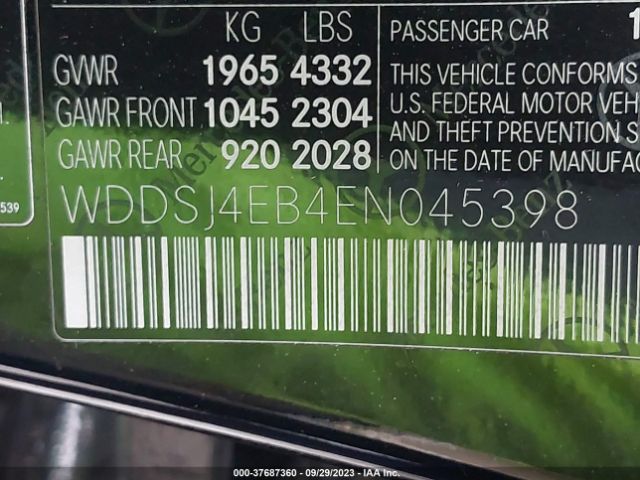 KG LBS
GVWR 1965 4332
GAWR FRONT 1045 2304
GAWR REAR 920 2028
PASSENGER CAR
THIS VEHICLE CONFORMS
U.S. FEDERAL MOTOR VEH
AND THEFT PREVENTION S
ON THE DATE OF MANUFAC
WDDSJ4EB4EN045398
539
000-37687360 - 09/29/2023 - IAA Inc.